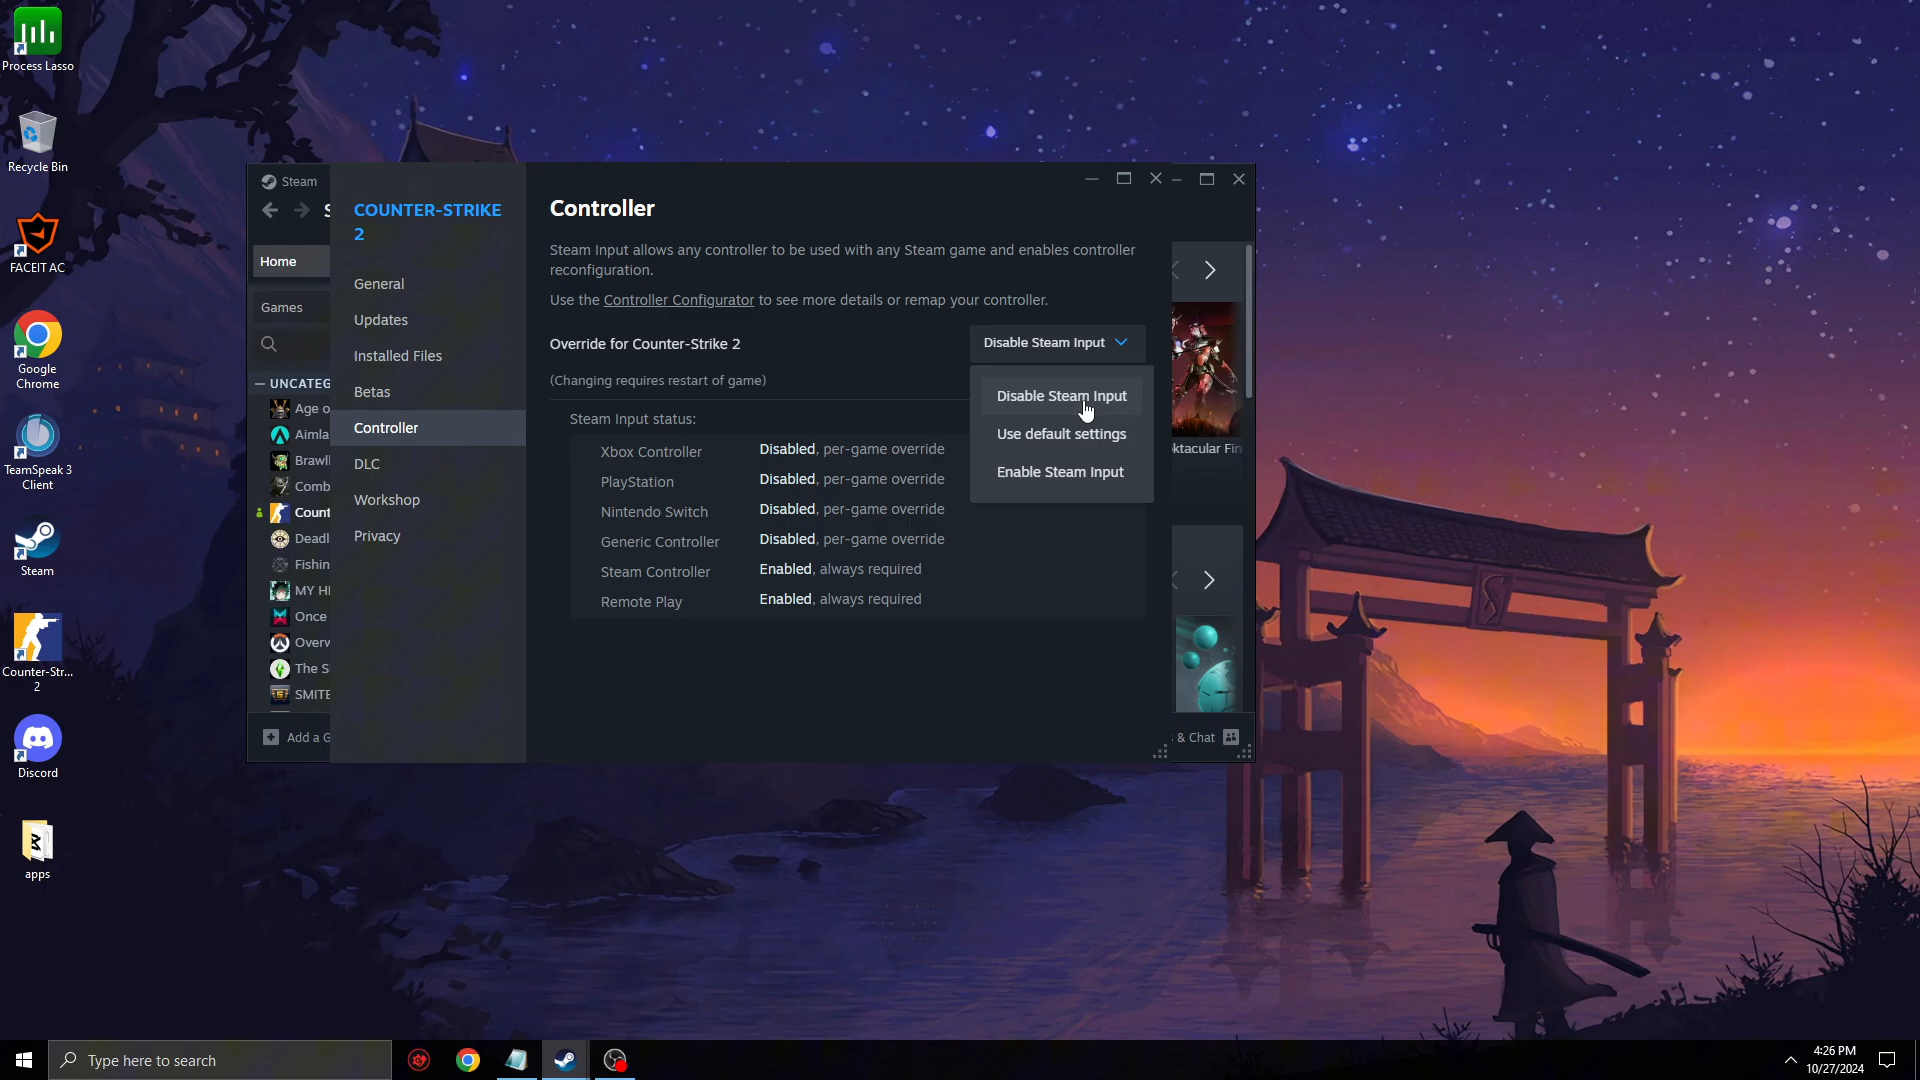 Process Lasso
Recycle Bin
FACEIT AC
Google
Chrome
TeamSpeak 3
Client
Steam
Counter-Str...
2
Discord
apps
Steam
Home
Games
UNCATEG
Age o
Aimla
Brawll
Comb
Count
Deadl
Fishin
MY HE
Once
Overw
The S
SMITE
Add a G
COUNTER-STRIKE
2
General
Updates
Installed Files
Betas
Controller
DLC
Workshop
Privacy
Controller
Steam Input allows any controller to be used with any Steam game and enables controller
reconfiguration.
Use the Controller Configurator to see more details or remap your controller.
Override for Counter-Strike 2
Disable Steam Input
(Changing requires restart of game)
Disable Steam Input
Use default settings
Enable Steam Input
Steam Input status:
Xbox Controller Disabled, per-game override
PlayStation Disabled, per-game override
Nintendo Switch Disabled, per-game override
Generic Controller Disabled, per-game override
Steam Controller Enabled, always required
Remote Play Enabled, always required
ktacular Fin
& Chat
Type here to search
4:26 PM
10/27/2024